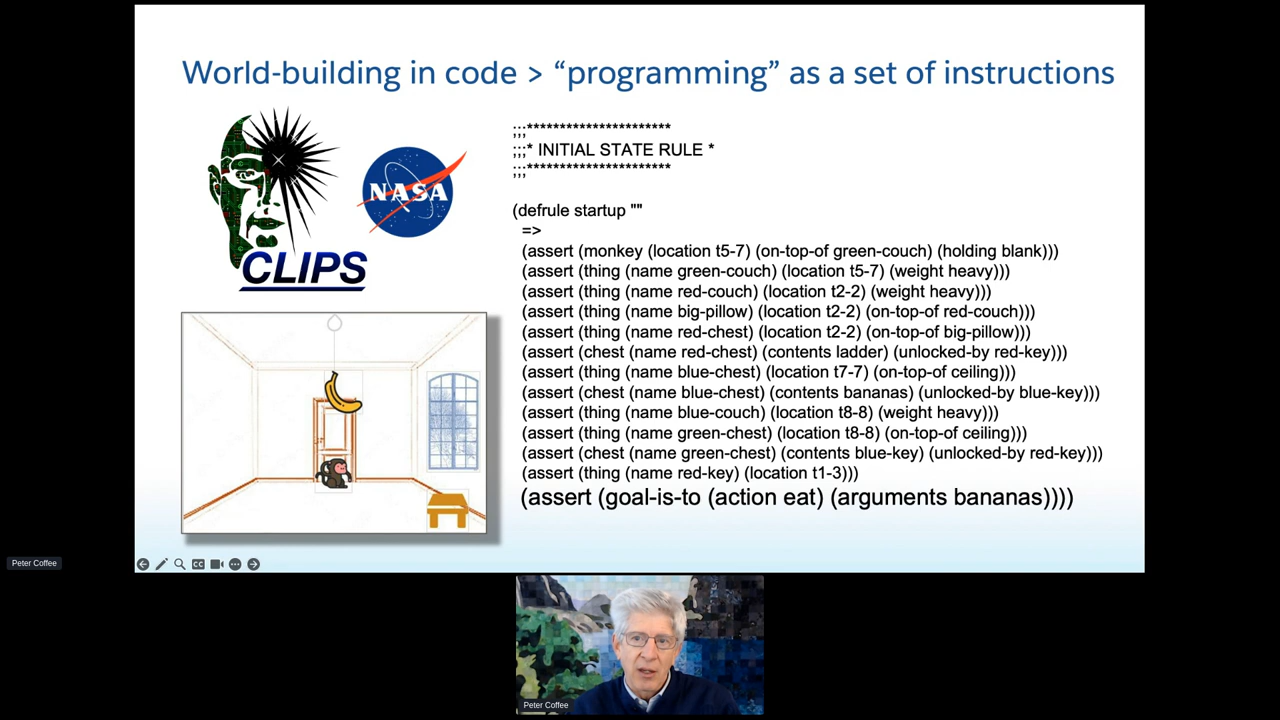 World-building in code > “programming” as a set of instructions
CLIPS
NASA
;;;**********************
;;;* INITIAL STATE RULE *
;;;**********************
(defrule startup ""
=>
(assert (monkey (location t5-7) (on-top-of green-couch) (holding blank)))
(assert (thing (name green-couch) (location t5-7) (weight heavy)))
(assert (thing (name red-couch) (location t2-2) (weight heavy)))
(assert (thing (name big-pillow) (location t2-2) (on-top-of red-couch)))
(assert (thing (name red-chest) (location t2-2) (on-top-of big-pillow)))
(assert (chest (name red-chest) (contents ladder) (unlocked-by red-key)))
(assert (thing (name blue-chest) (location t7-7) (on-top-of ceiling)))
(assert (chest (name blue-chest) (contents bananas) (unlocked-by blue-key)))
(assert (thing (name blue-couch) (location t8-8) (weight heavy)))
(assert (thing (name green-chest) (location t8-8) (on-top-of ceiling)))
(assert (chest (name green-chest) (contents blue-key) (unlocked-by red-key)))
(assert (thing (name red-key) (location t1-3)))
(assert (goal-is-to (action eat) (arguments bananas))))
CC
Peter Coffee
Peter Coffee